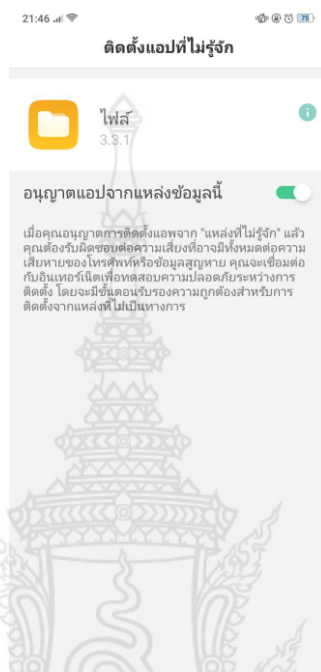 21:46 75
ติดตั้งแอปที่ไม่รู้จัก
ไฟล์
3.3.1
อนุญาตแอปจากแหล่งข้อมูลนี้
เมื่อคุณอนุญาตการติดตั้งแอพจาก "แหล่งที่ไม่รู้จัก" แล้ว
คุณต้องรับผิดชอบต่อความเสี่ยงที่อาจมีทั้งหมดต่อความ
เสียหายของโทรศัพท์หรือข้อมูลสูญหาย คุณจะเชื่อมต่อ
กับอินเทอร์เน็ตเพื่อทดสอบความปลอดภัยระหว่างการ
ติดตั้ง โดยจะมีขั้นตอนรับรองความถูกต้องสำหรับการ
ติดตั้งจากแหล่งที่ไม่เป็นทางการ